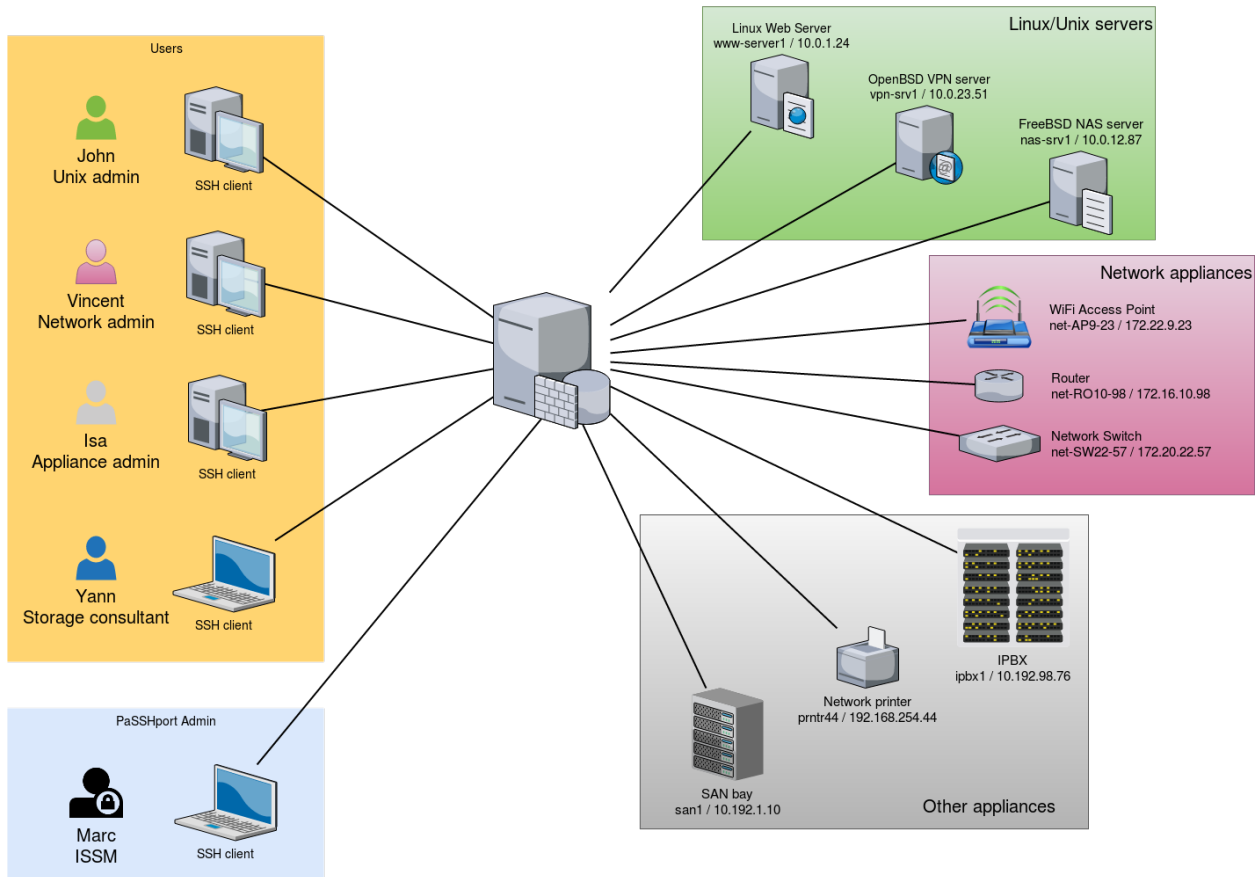 Users
John
Unix admin
SSH client
Vincent
Network admin
SSH client
Isa
Appliance admin
SSH client
Yann
Storage consultant
SSH client
PaSSHport Admin
Marc
ISSM
SSH client
Linux/Unix servers
Linux Web Server
www-server1 / 10.0.1.24
OpenBSD VPN server
vpn-srv1 / 10.0.23.51
FreeBSD NAS server
nas-srv1 / 10.0.12.87
Network appliances
WiFi Access Point
net-AP9-23 / 172.22.9.23
Router
net-RO10-98 / 172.16.10.98
Network Switch
net-SW22-57 / 172.20.22.57
IPBX
ipbx1 / 10.192.98.76
Network printer
prntr44 / 192.168.254.44
SAN bay
san1 / 10.192.1.10
Other appliances
@